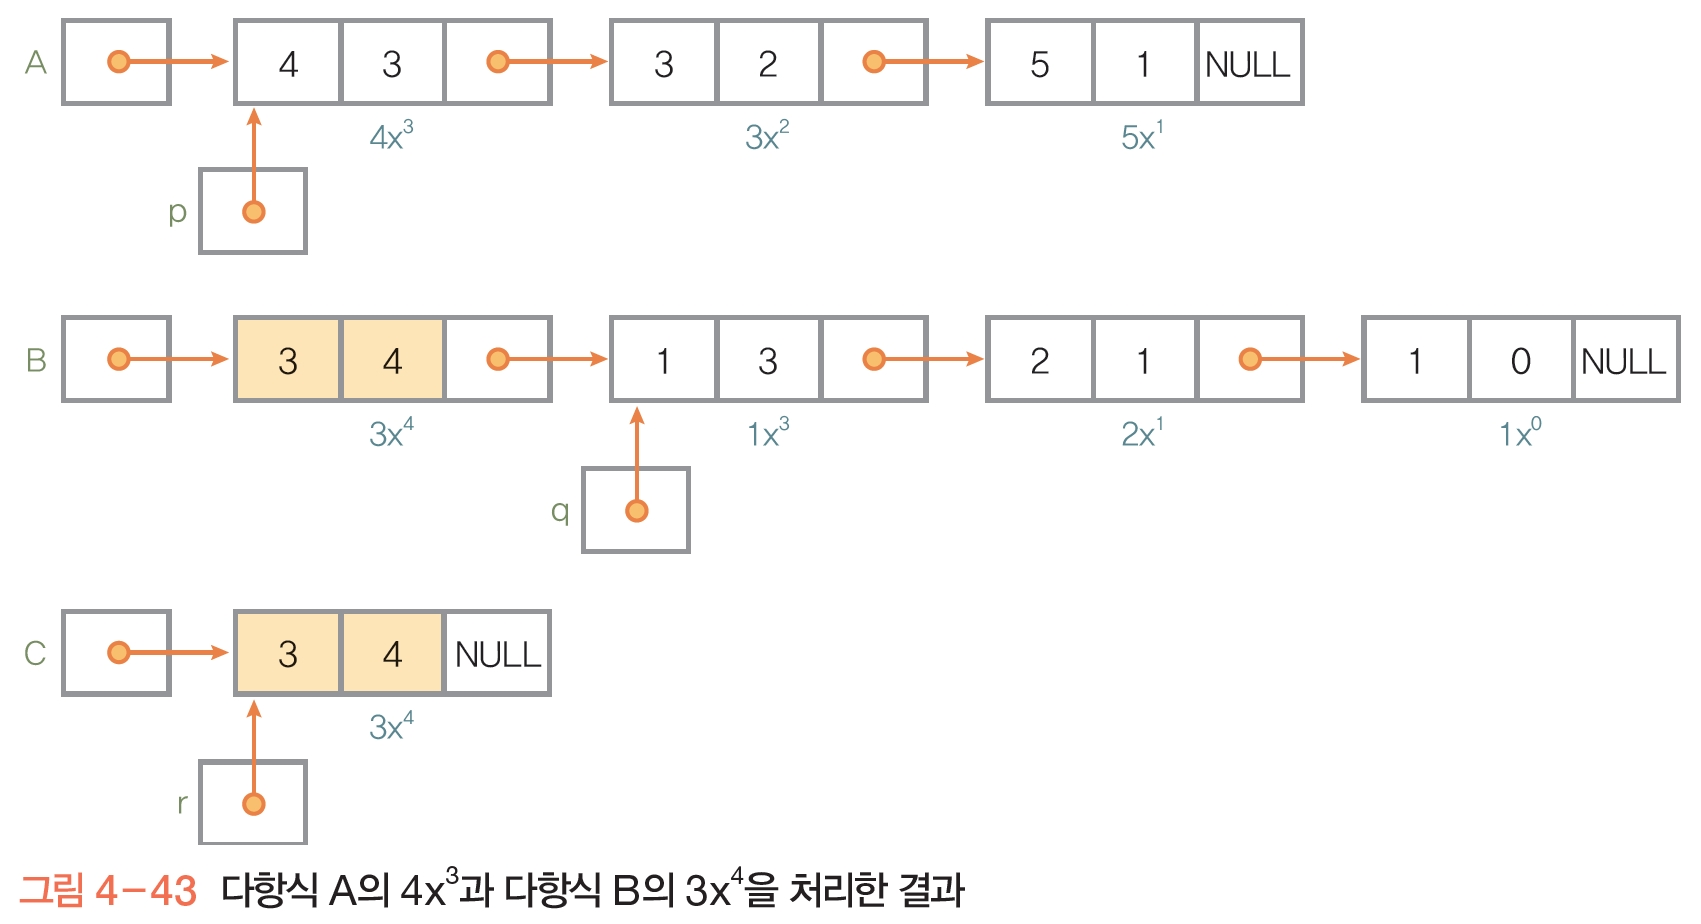 A 4 3 3 2 5 1 NULL
4x³ 3x² 5x¹
p
B 3 4 1 3 2 1 1 0 NULL
3x⁴ 1x³ 2x¹ 1x⁰
q
C 3 4 NULL
3x⁴
r
그림 4-43 다항식 A의 4x³과 다항식 B의 3x⁴을 처리한 결과